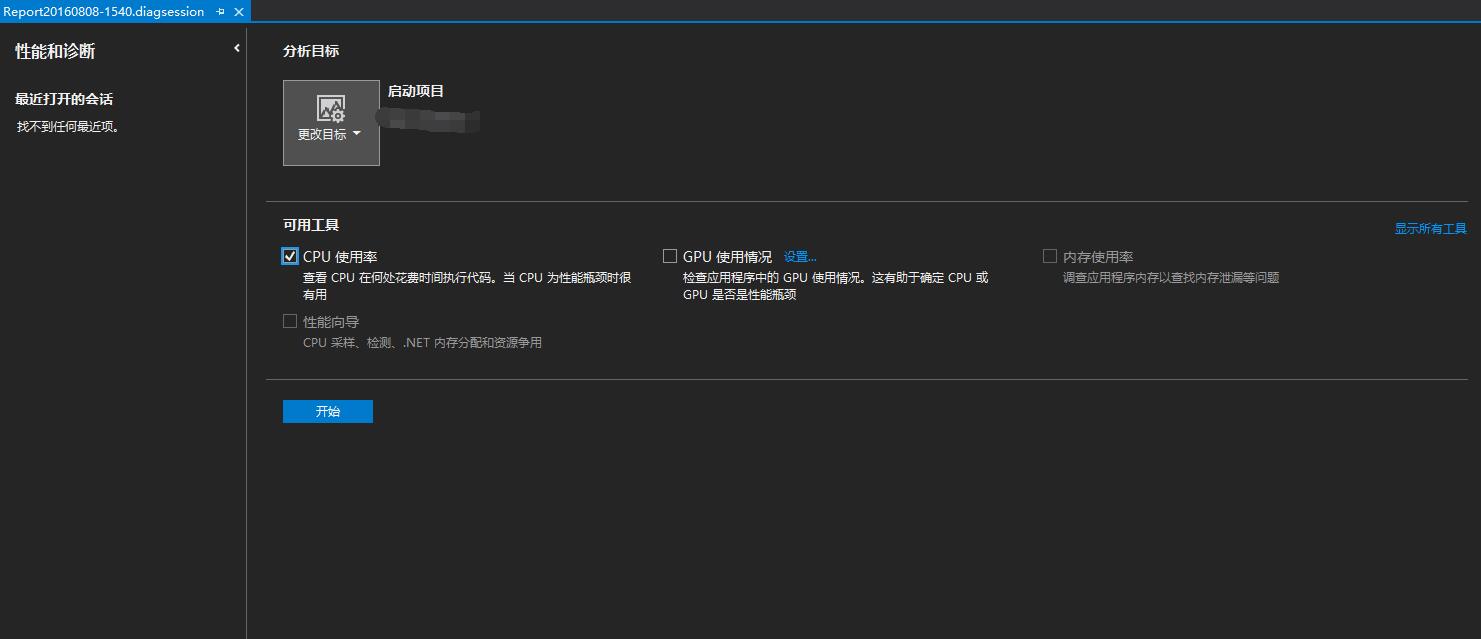 Report20160808-1540.diagsession
性能和诊断
最近打开的会话
找不到任何最近项。
分析目标
更改目标
启动项目
可用工具
显示所有工具
CPU 使用率
查看 CPU 在何处花费时间执行代码。当 CPU 为性能瓶颈时很
有用
GPU 使用情况 设置...
检查应用程序中的 GPU 使用情况。这有助于确定 CPU 或
GPU 是否是性能瓶颈
内存使用率
调查应用程序内存以查找内存泄漏等问题
性能向导
CPU 采样、检测、.NET 内存分配和资源争用
开始